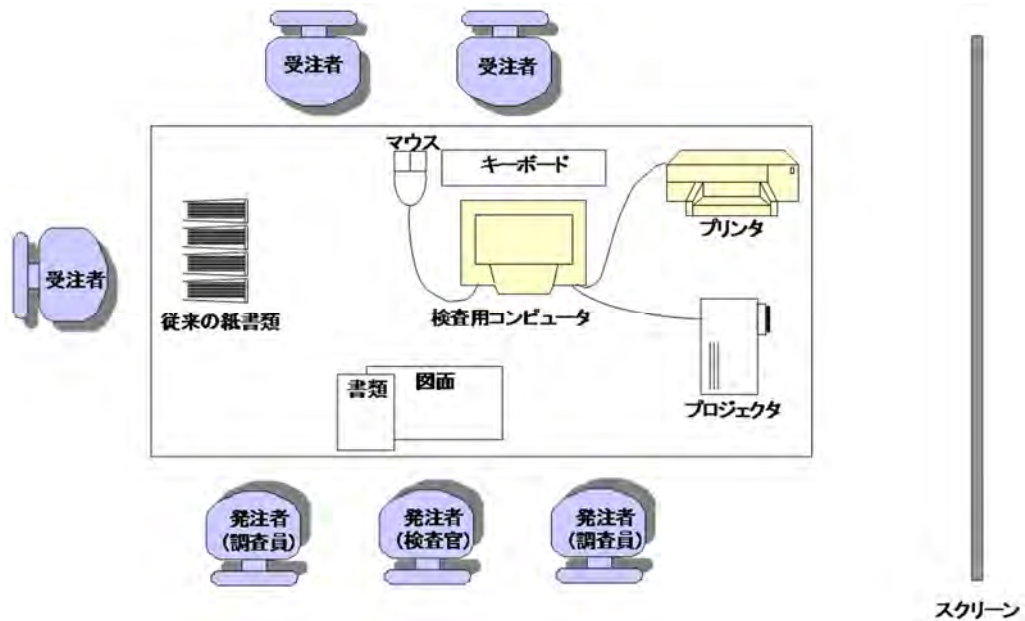 受注者
受注者
マウス
キーボード
プリンタ
受注者
従来の紙書類
検査用コンピュータ
書類
図面
プロジェクタ
発注者
(調査員)
発注者
(検査官)
発注者
(調査員)
スクリーン